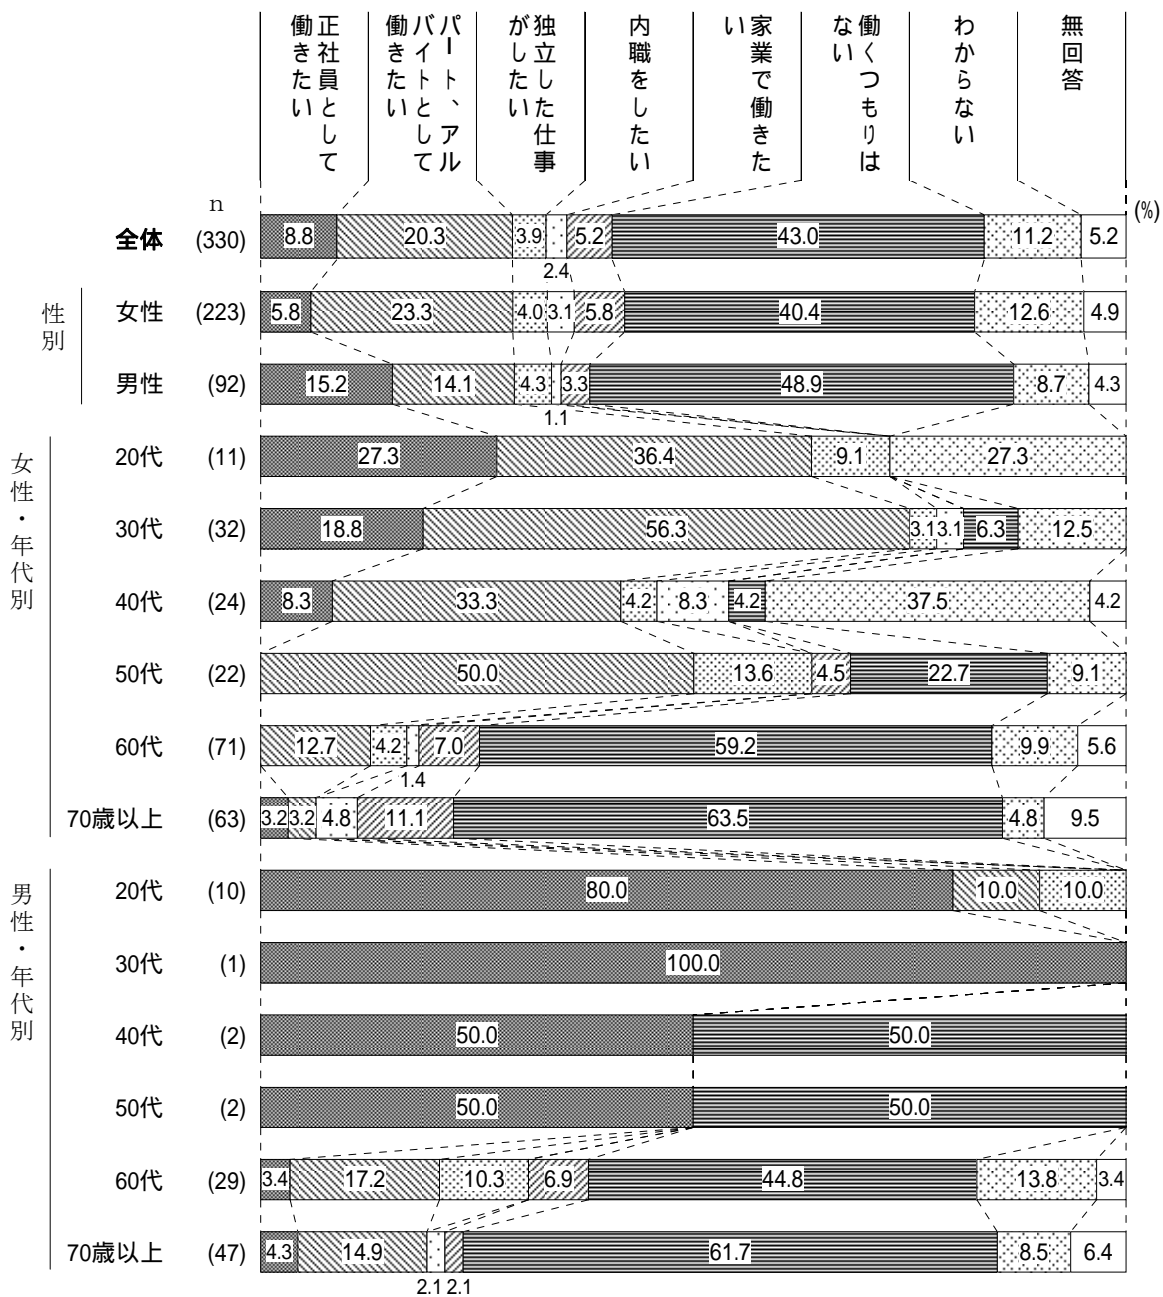 正社員として
働きたい
パート、アル
バイトとして
働きたい
独立した仕事
がしたい
内職をしたい
家業で働きた
い
働くつもりは
ない
わからない
無回答
n
(%)
全体 (330) 8.8 20.3 3.9 5.2 43.0 11.2 5.2
2.4
性別
女性 (223) 5.8 23.3 4.0 3.1 5.8 40.4 12.6 4.9
男性 (92) 15.2 14.1 4.3 3.3 48.9 8.7 4.3
1.1
女性・年代別
20代 (11) 27.3 36.4 9.1 27.3
30代 (32) 18.8 56.3 3.1 3.1 6.3 12.5
40代 (24) 8.3 33.3 4.2 8.3 4.2 37.5 4.2
50代 (22) 50.0 13.6 4.5 22.7 9.1
60代 (71) 12.7 4.2 7.0 59.2 9.9 5.6
1.4
70歳以上 (63) 3.2 3.2 4.8 11.1 63.5 4.8 9.5
男性・年代別
20代 (10) 80.0 10.0 10.0
30代 (1) 100.0
40代 (2) 50.0 50.0
50代 (2) 50.0 50.0
60代 (29) 3.4 17.2 10.3 6.9 44.8 13.8 3.4
70歳以上 (47) 4.3 14.9 61.7 8.5 6.4
2.1 2.1